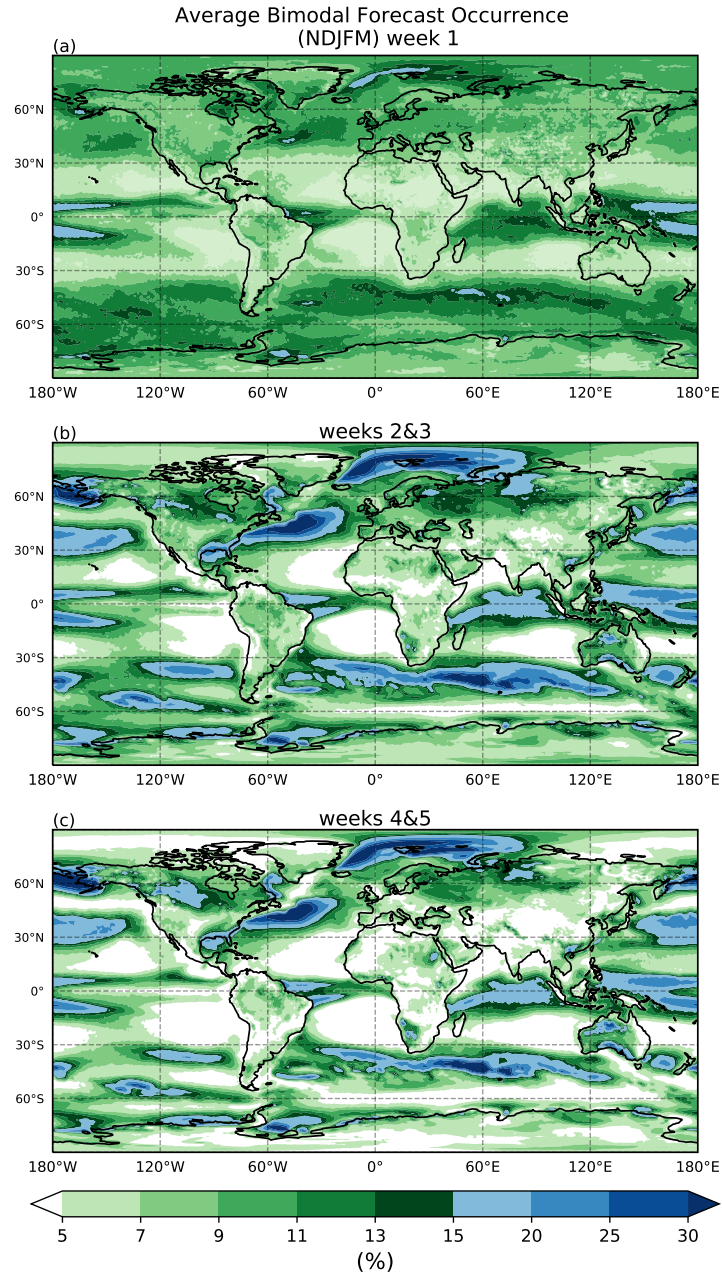 Average Bimodal Forecast Occurrence
(NDJFM) week 1
(a)
60°N
30°N
0°
30°S
60°S
180°W 120°W 60°W 0° 60°E 120°E 180°E
(b) weeks 2&3
60°N
30°N
0°
30°S
60°S
180°W 120°W 60°W 0° 60°E 120°E 180°E
(c) weeks 4&5
60°N
30°N
0°
30°S
60°S
180°W 120°W 60°W 0° 60°E 120°E 180°E
5 7 9 11 13 15 20 25 30
(%)